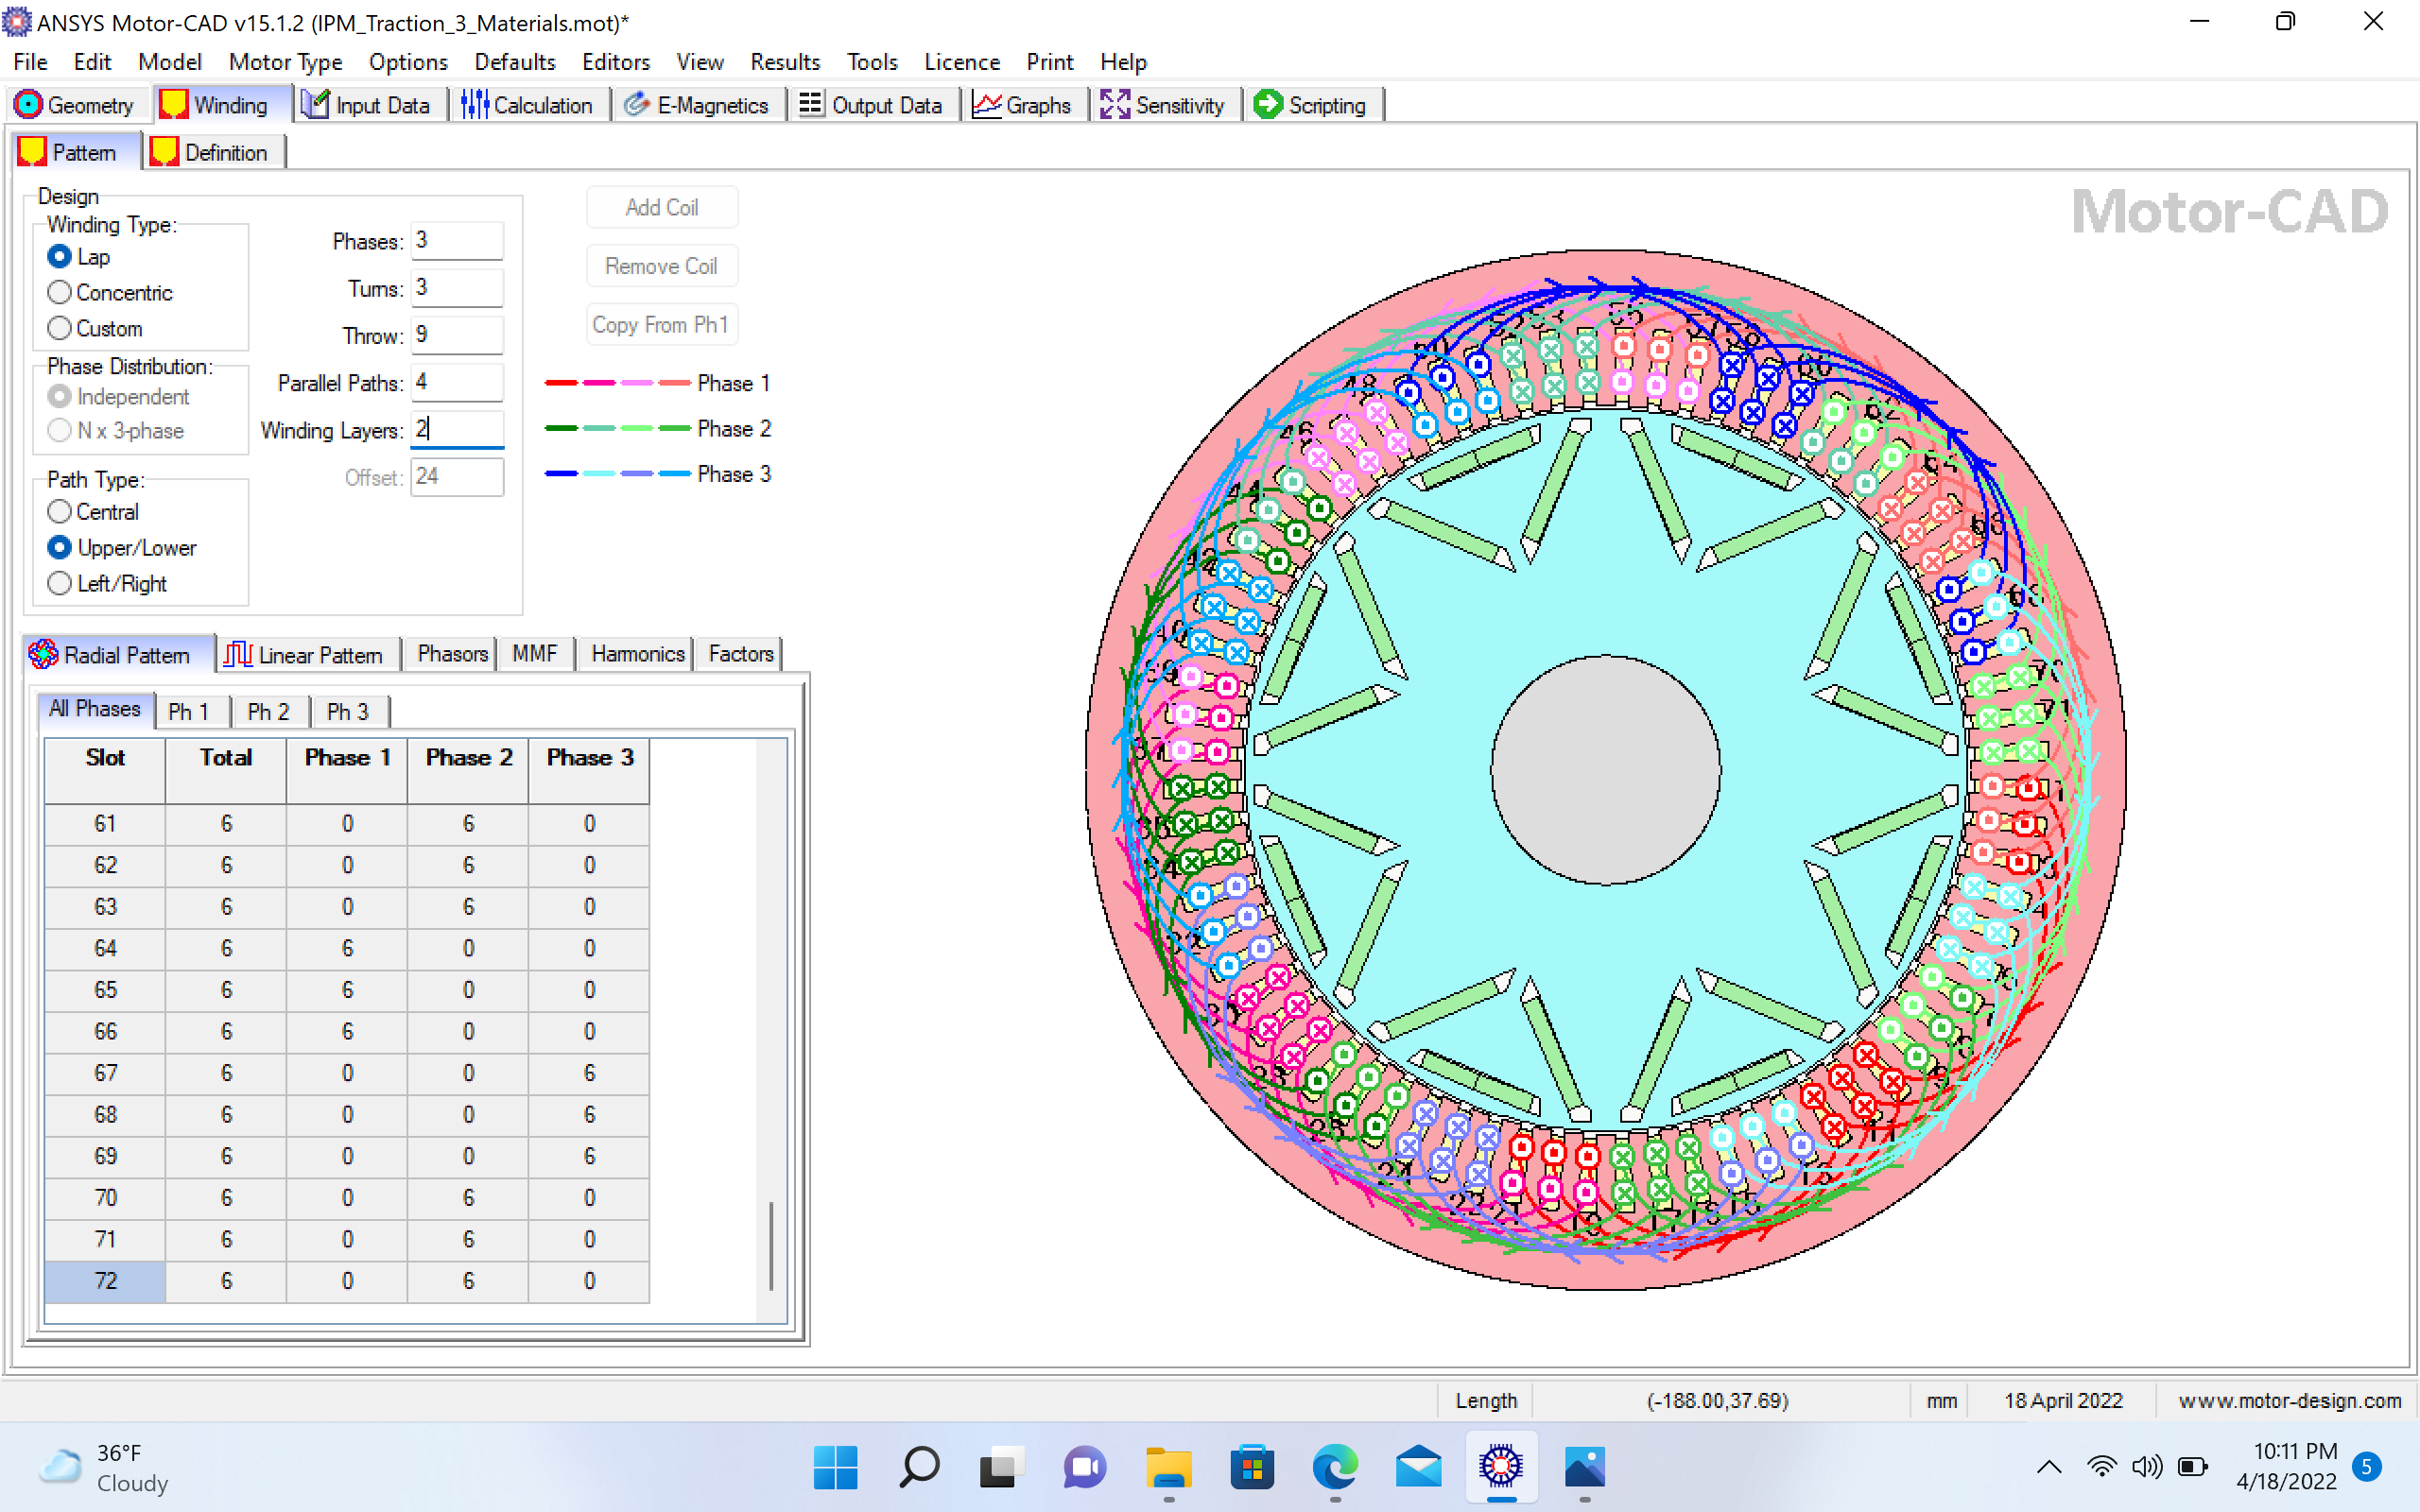 ANSYS Motor-CAD v15.1.2 (IPM_Traction_3_Materials.mot)*
File Edit Model Motor Type Options Defaults Editors View Results Tools Licence Print Help
Geometry Winding Input Data Calculation E-Magnetics Output Data Graphs Sensitivity Scripting
Pattern Definition
Motor-CAD
Design
Winding Type:
Lap
Concentric
Custom
Phase Distribution:
Independent
N x 3-phase
Path Type:
Central
Upper/Lower
Left/Right
Phases: 3
Turns: 3
Throw: 9
Parallel Paths: 4
Winding Layers: 2
Offset: 24
Add Coil
Remove Coil
Copy From Ph1
Phase 1
Phase 2
Phase 3
Radial Pattern Linear Pattern Phasors MMF Harmonics Factors
All Phases Ph 1 Ph 2 Ph 3
Slot Total Phase 1 Phase 2 Phase 3
61 6 0 6 0
62 6 0 6 0
63 6 0 6 0
64 6 6 0 0
65 6 6 0 0
66 6 6 0 0
67 6 0 0 6
68 6 0 0 6
69 6 0 0 6
70 6 0 6 0
71 6 0 6 0
72 6 0 6 0
Length (-188.00,37.69) mm 18 April 2022 www.motor-design.com
36°F
Cloudy
10:11 PM
4/18/2022
5